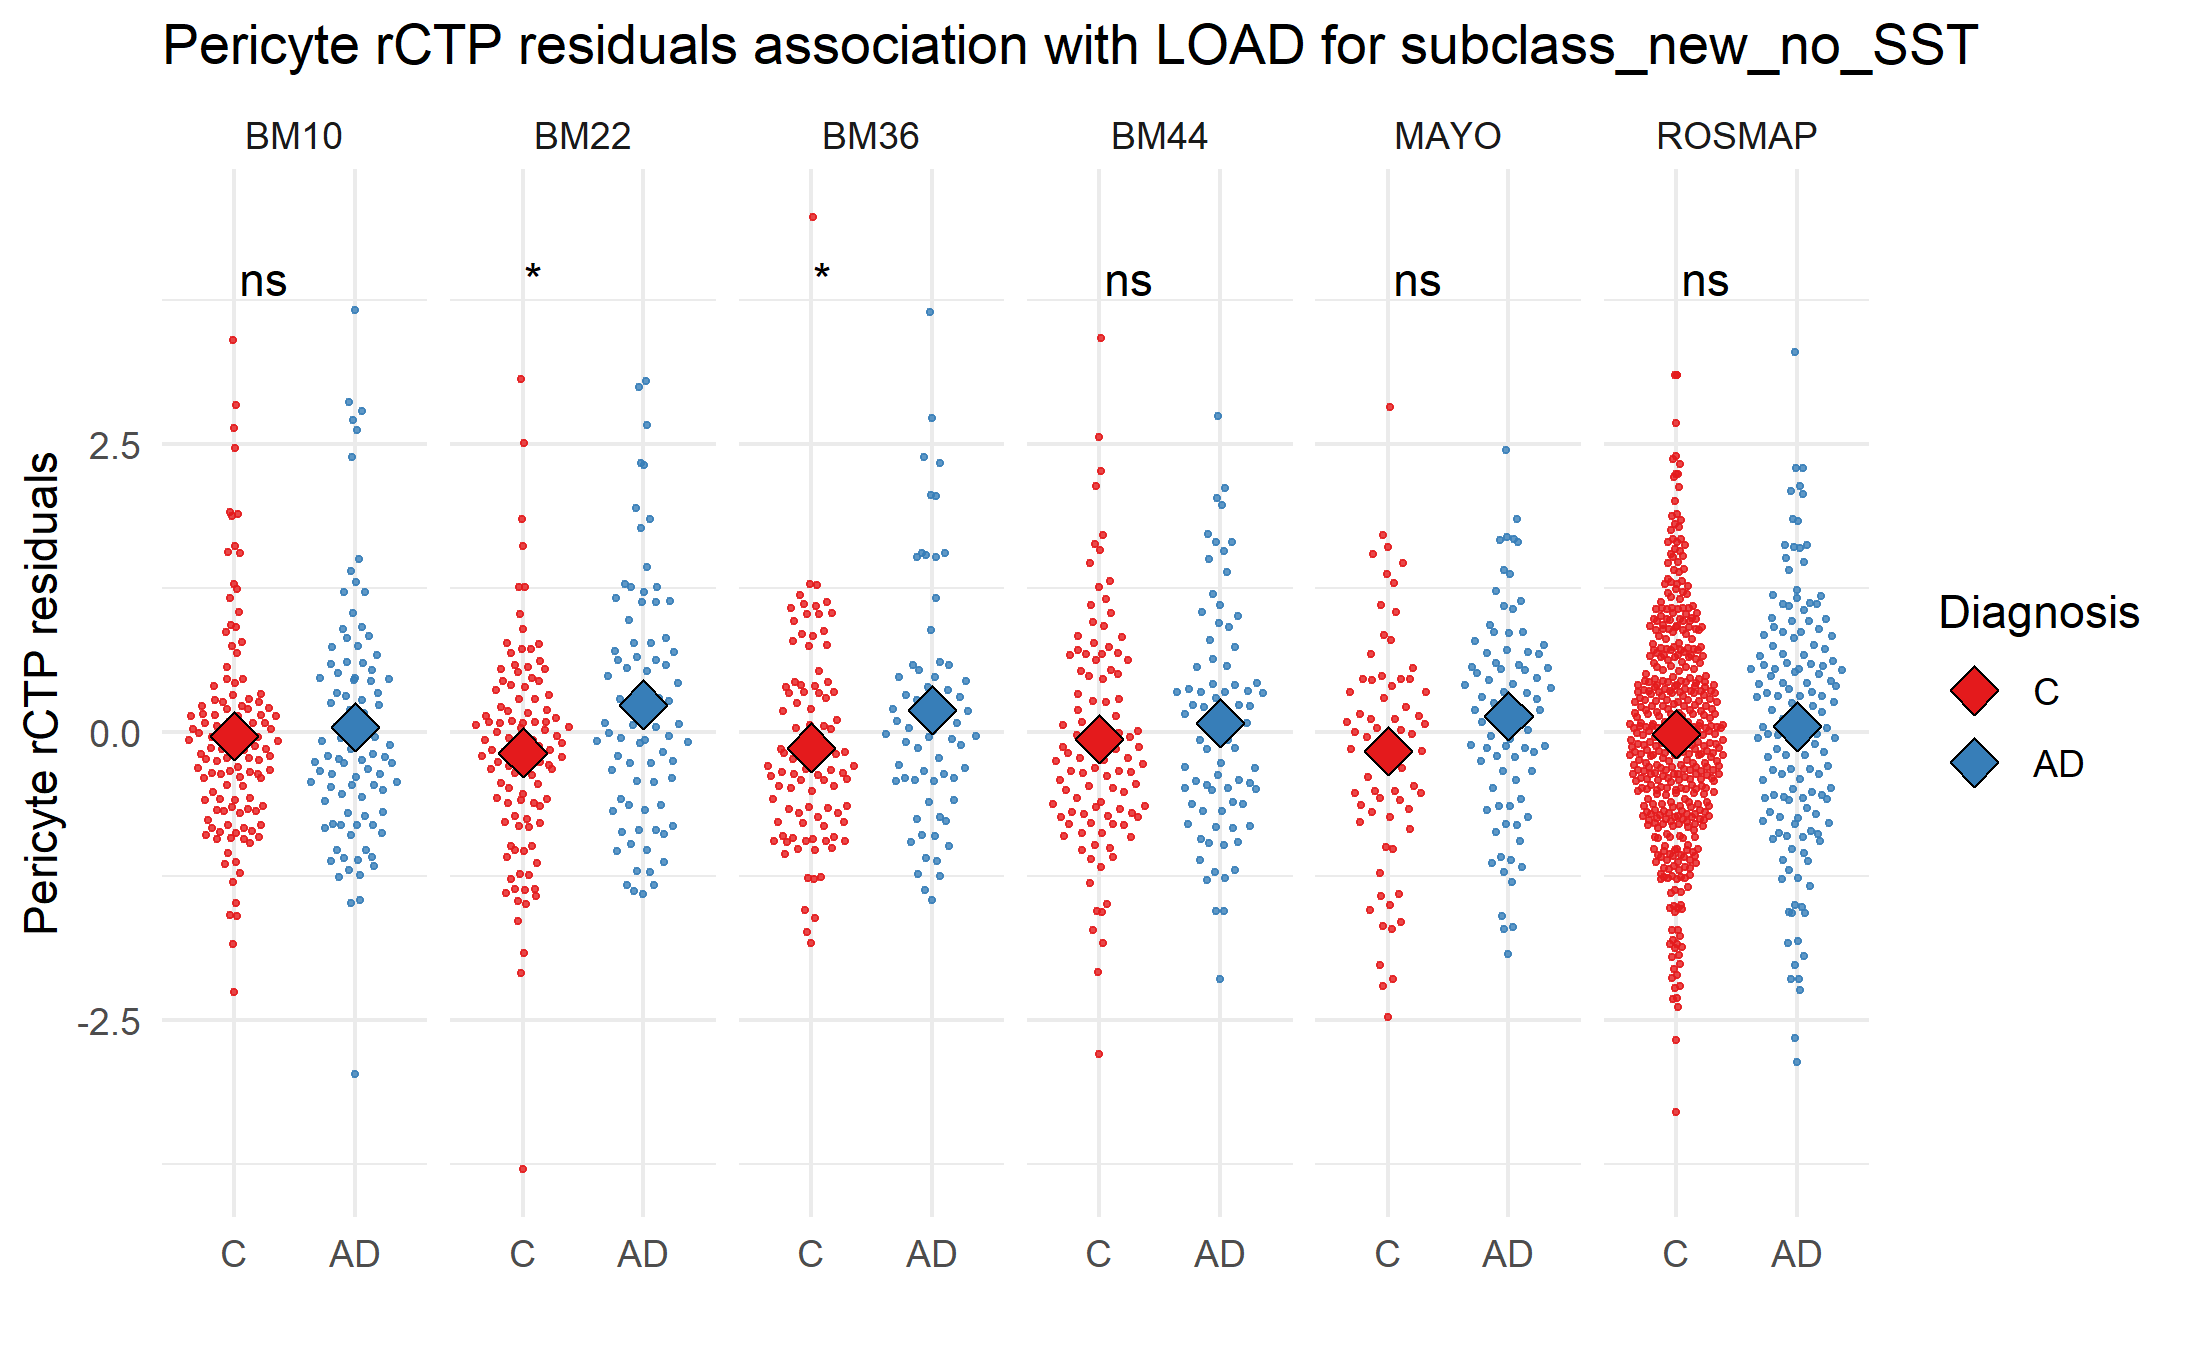 Pericyte rCTP residuals association with LOAD for subclass_new_no_SST
BM10 BM22 BM36 BM44 MAYO ROSMAP
ns * * ns ns ns
2.5
0.0
-2.5
Pericyte rCTP residuals
C AD C AD C AD C AD C AD C AD
Diagnosis
C
AD